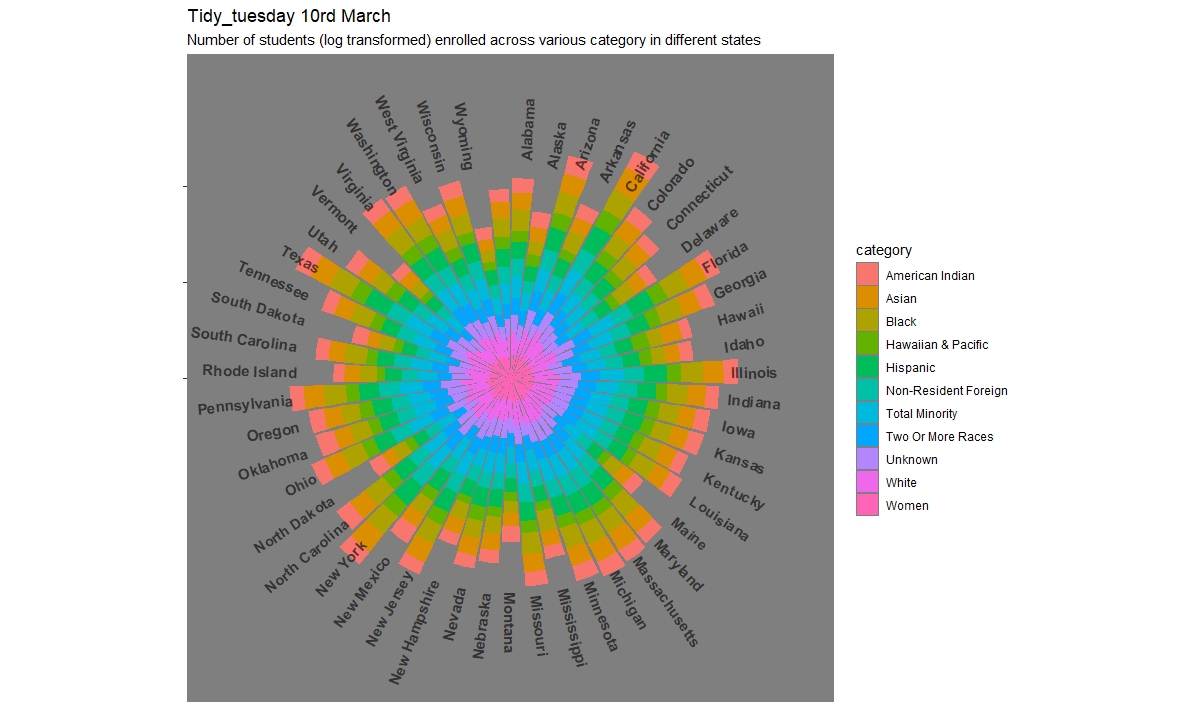 Tidy_tuesday 10rd March
Number of students (log transformed) enrolled across various category in different states
Alabama
Alaska
Arizona
Arkansas
California
Colorado
Connecticut
Delaware
Florida
Georgia
Hawaii
Idaho
Illinois
Indiana
Iowa
Kansas
Kentucky
Louisiana
Maine
Maryland
Massachusetts
Michigan
Minnesota
Mississippi
Missouri
Montana
Nebraska
Nevada
New Hampshire
New Jersey
New Mexico
New York
North Carolina
North Dakota
Ohio
Oklahoma
Oregon
Pennsylvania
Rhode Island
South Carolina
South Dakota
Tennessee
Texas
Utah
Vermont
Virginia
Washington
West Virginia
Wisconsin
Wyoming
category
American Indian
Asian
Black
Hawaiian & Pacific
Hispanic
Non-Resident Foreign
Total Minority
Two Or More Races
Unknown
White
Women